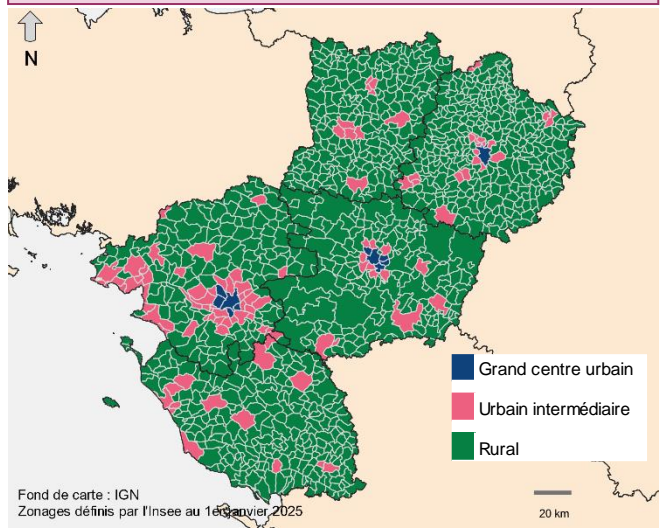 N
Grand centre urbain
Urbain intermédiaire
Rural
Fond de carte : IGN
Zonages définis par l'Insee au 1er janvier 2025
20 km